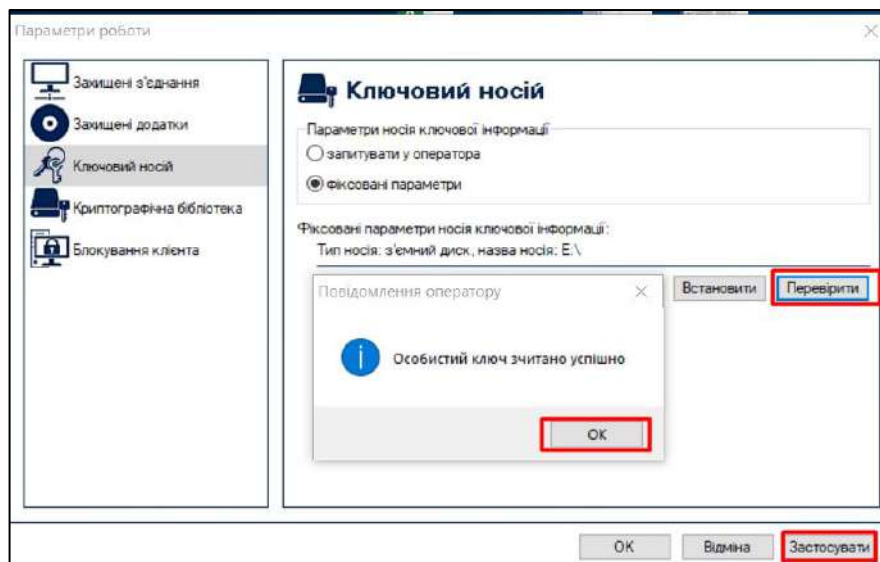 Параметри роботи
Захищені з'єднання
Захищені додатки
Ключовий носій
Криптографічна бібліотека
Блокування клієнта
Ключовий носій
Параметри носія ключової інформації
запитувати у оператора
фіксовані параметри
Фіксовані параметри носія ключової інформації:
Тип носія: з'ємний диск, назва носія: E:\
Встановити Перевірити
Повідомлення оператору
Особистий ключ зчитано успішно
OK
OK Відміна Застосувати